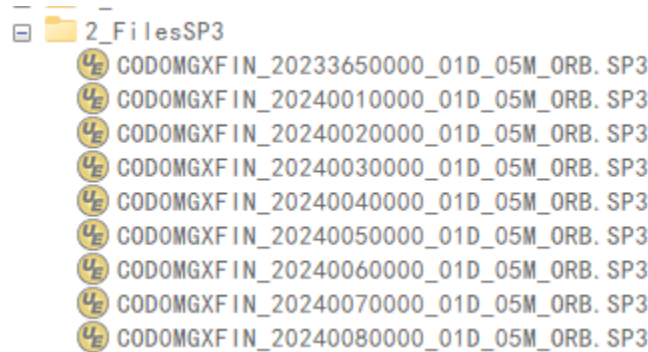 2_FilesSP3
COD0MGXFIN_20233650000_01D_05M_ORB.SP3
COD0MGXFIN_20240010000_01D_05M_ORB.SP3
COD0MGXFIN_20240020000_01D_05M_ORB.SP3
COD0MGXFIN_20240030000_01D_05M_ORB.SP3
COD0MGXFIN_20240040000_01D_05M_ORB.SP3
COD0MGXFIN_20240050000_01D_05M_ORB.SP3
COD0MGXFIN_20240060000_01D_05M_ORB.SP3
COD0MGXFIN_20240070000_01D_05M_ORB.SP3
COD0MGXFIN_20240080000_01D_05M_ORB.SP3